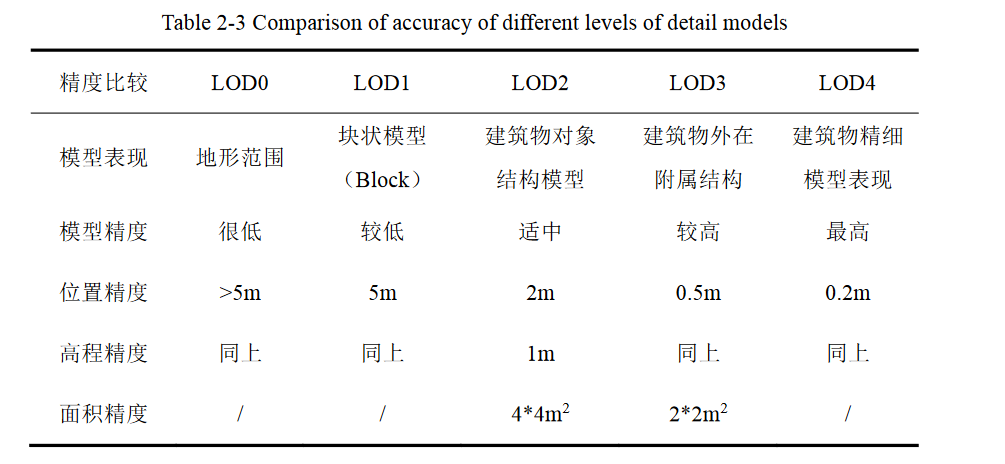 Table 2-3 Comparison of accuracy of different levels of detail models
精度比较 LOD0 LOD1 LOD2 LOD3 LOD4
模型表现 地形范围 块状模型（Block） 建筑物对象结构模型 建筑物外在附属结构 建筑物精细模型表现
模型精度 很低 较低 适中 较高 最高
位置精度 >5m 5m 2m 0.5m 0.2m
高程精度 同上 同上 1m 同上 同上
面积精度 / / 4*4m² 2*2m² /